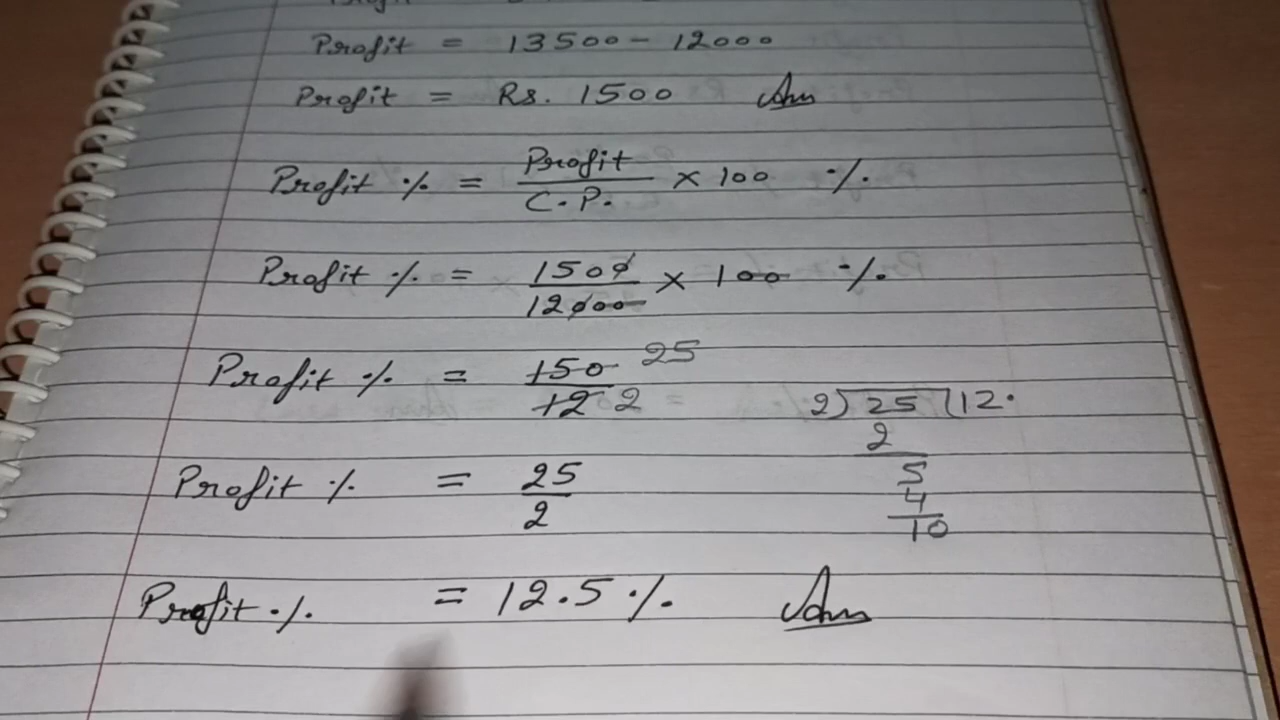 Profit
Profit = 13500 - 12000
Profit = Rs. 1500 Ans
Profit % = Profit / C.P. × 100 %
Profit % = 1500 / 12000 × 100 %
Profit % = 150 25 / 12 2
2) 25 (12.
2
5
4
10
Profit % = 25 / 2
Profit % = 12.5 % Ans